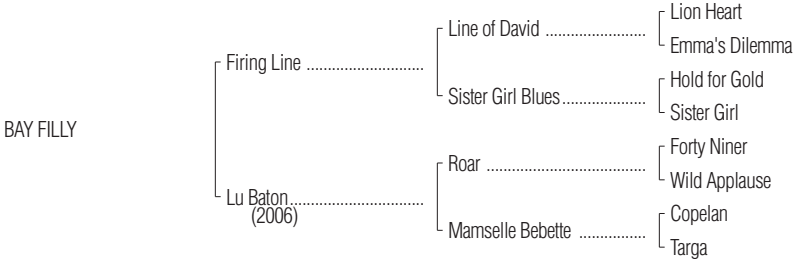 Lion Heart
Line of David ........................
Emma's Dilemma
Firing Line ............................
Hold for Gold
Sister Girl Blues....................
Sister Girl
BAY FILLY
Forty Niner
Roar ......................................
Wild Applause
Lu Baton................................
(2006)
Copelan
Mamselle Bebette ................
Targa